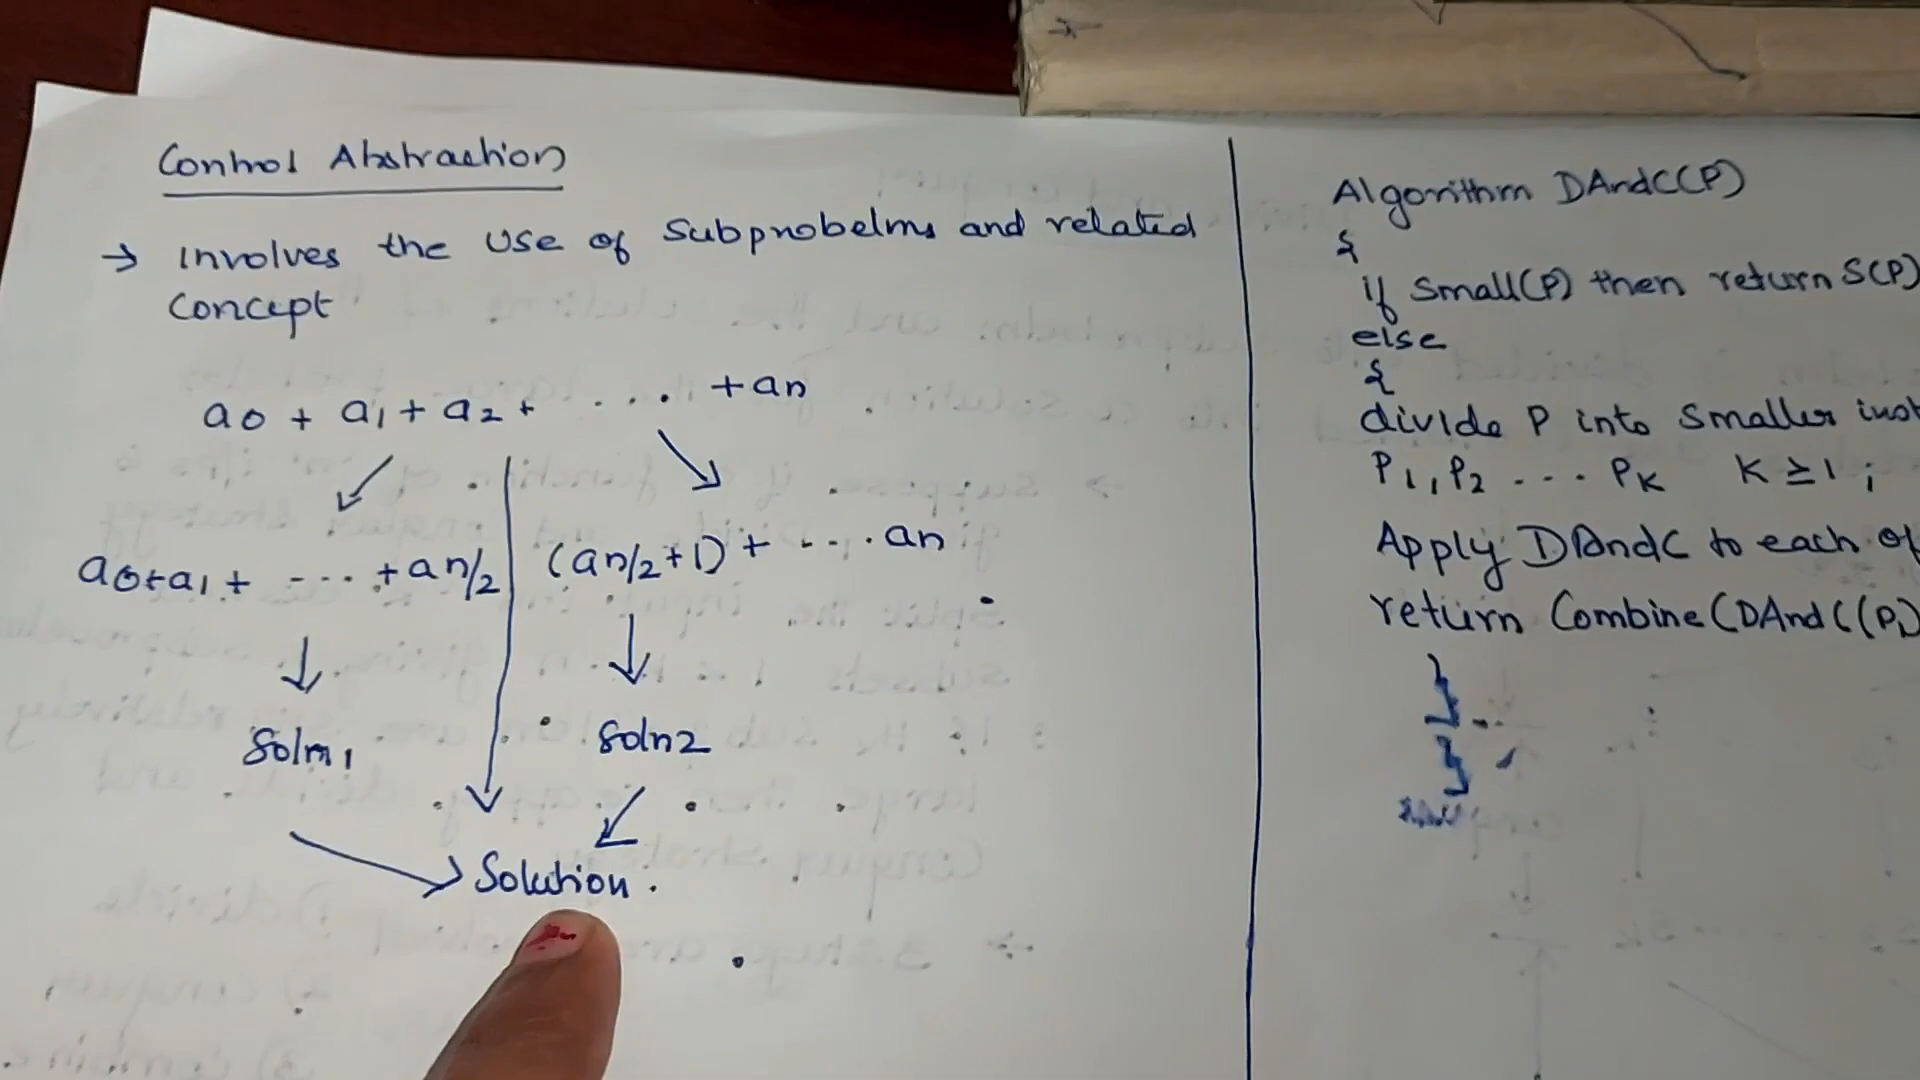 Control Abstraction
→ Involves the Use of Subprobelms and related
Concept
a0 + a1 + a2 + .... + an
a0+a1 + ---. + an/2
(an/2+1) + -... an
Soln1
Soln2
Solution.
Algorithm DAndC(P)
{
if Small(P) then return S(P)
else
{
divide P into Smaller inst
P1, P2 --.. PK K ≥ 1 ;
Apply DAndC to each of
return Combine(DAndC(P1)